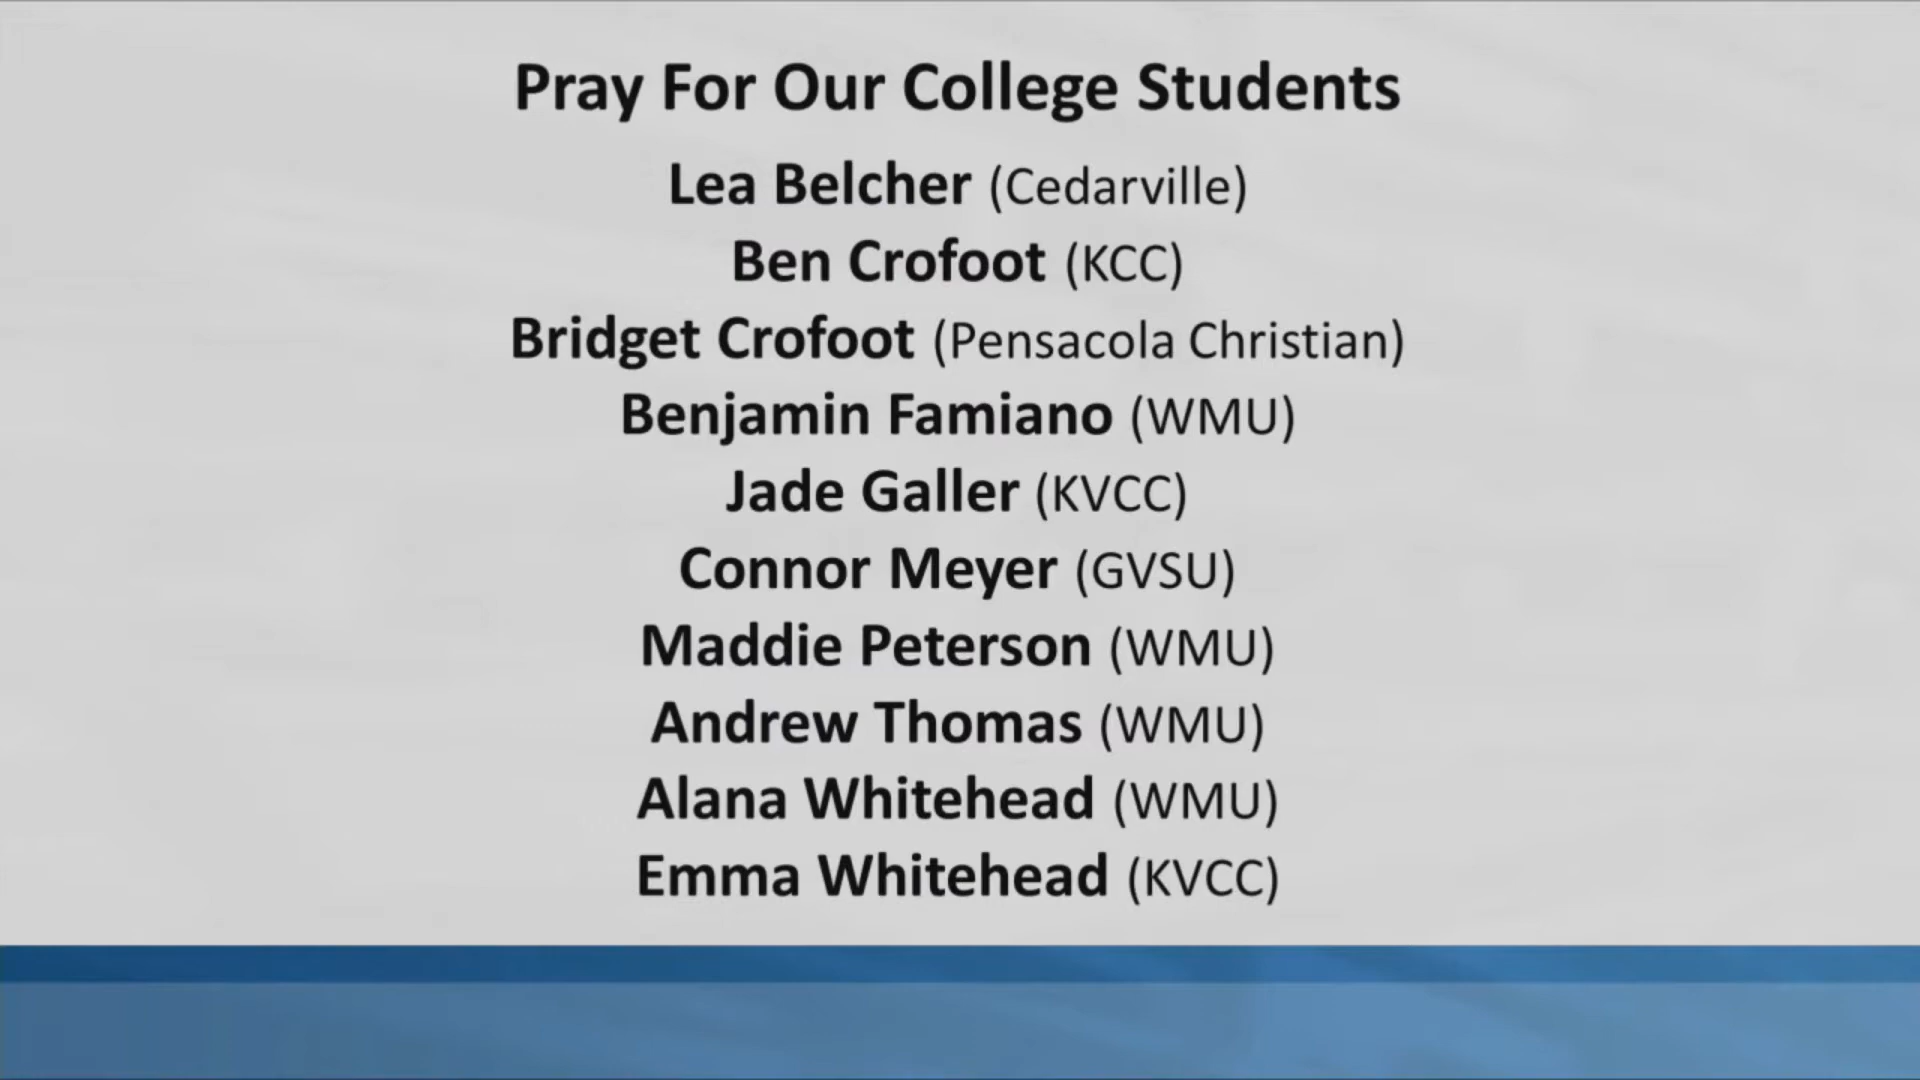 Pray For Our College Students
Lea Belcher (Cedarville)
Ben Crofoot (KCC)
Bridget Crofoot (Pensacola Christian)
Benjamin Famiano (WMU)
Jade Galler (KVCC)
Connor Meyer (GVSU)
Maddie Peterson (WMU)
Andrew Thomas (WMU)
Alana Whitehead (WMU)
Emma Whitehead (KVCC)